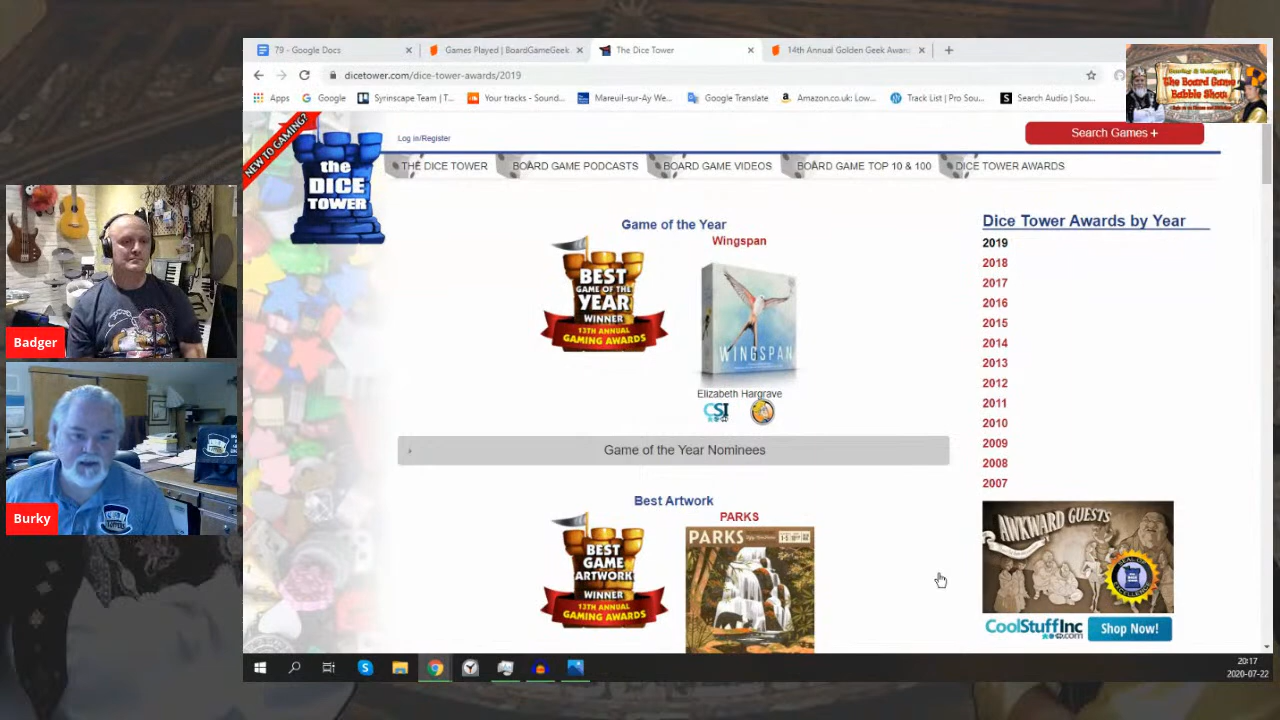 79 - Google Docs
Games Played | BoardGameGeek
The Dice Tower
14th Annual Golden Geek Awar
dicetower.com/dice-tower-awards/2019
Apps
Google
Syrinscape Team | T...
Your tracks - Sound...
Mareuil-sur-Ay We...
Google Translate
Amazon.co.uk: Low...
Track List | Pro Sou...
Search Audio | Sou...
The Board Game
Babble Show
NEW TO GAMING?
the
DICE
TOWER
Log in/Register
Search Games +
THE DICE TOWER
BOARD GAME PODCASTS
BOARD GAME VIDEOS
BOARD GAME TOP 10 & 100
DICE TOWER AWARDS
Game of the Year
Wingspan
BEST
GAME OF THE
YEAR
WINNER
13TH ANNUAL
GAMING AWARDS
WINGSPAN
Elizabeth Hargrave
CSI
Game of the Year Nominees
Best Artwork
PARKS
BEST
GAME
ARTWORK
WINNER
13TH ANNUAL
GAMING AWARDS
PARKS
Dice Tower Awards by Year
2019
2018
2017
2016
2015
2014
2013
2012
2011
2010
2009
2008
2007
AWKWARD GUESTS
CoolStuffInc
.com
Shop Now!
Badger
Burky
20:17
2020-07-22